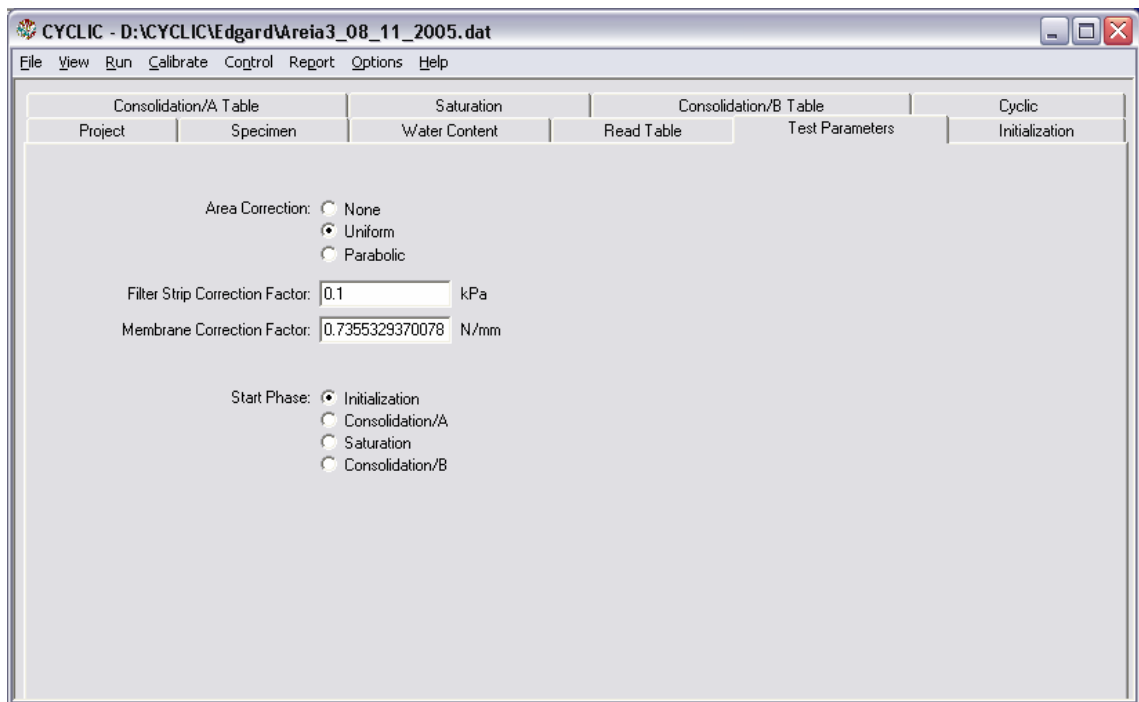 CYCLIC - D:\CYCLIC\Edgard\Areia3_08_11_2005.dat
File View Run Calibrate Control Report Options Help
Consolidation/A Table Saturation Consolidation/B Table Cyclic
Project Specimen Water Content Read Table Test Parameters Initialization
Area Correction: None
Uniform
Parabolic
Filter Strip Correction Factor: 0.1 kPa
Membrane Correction Factor: 0.7355329370078 N/mm
Start Phase: Initialization
Consolidation/A
Saturation
Consolidation/B